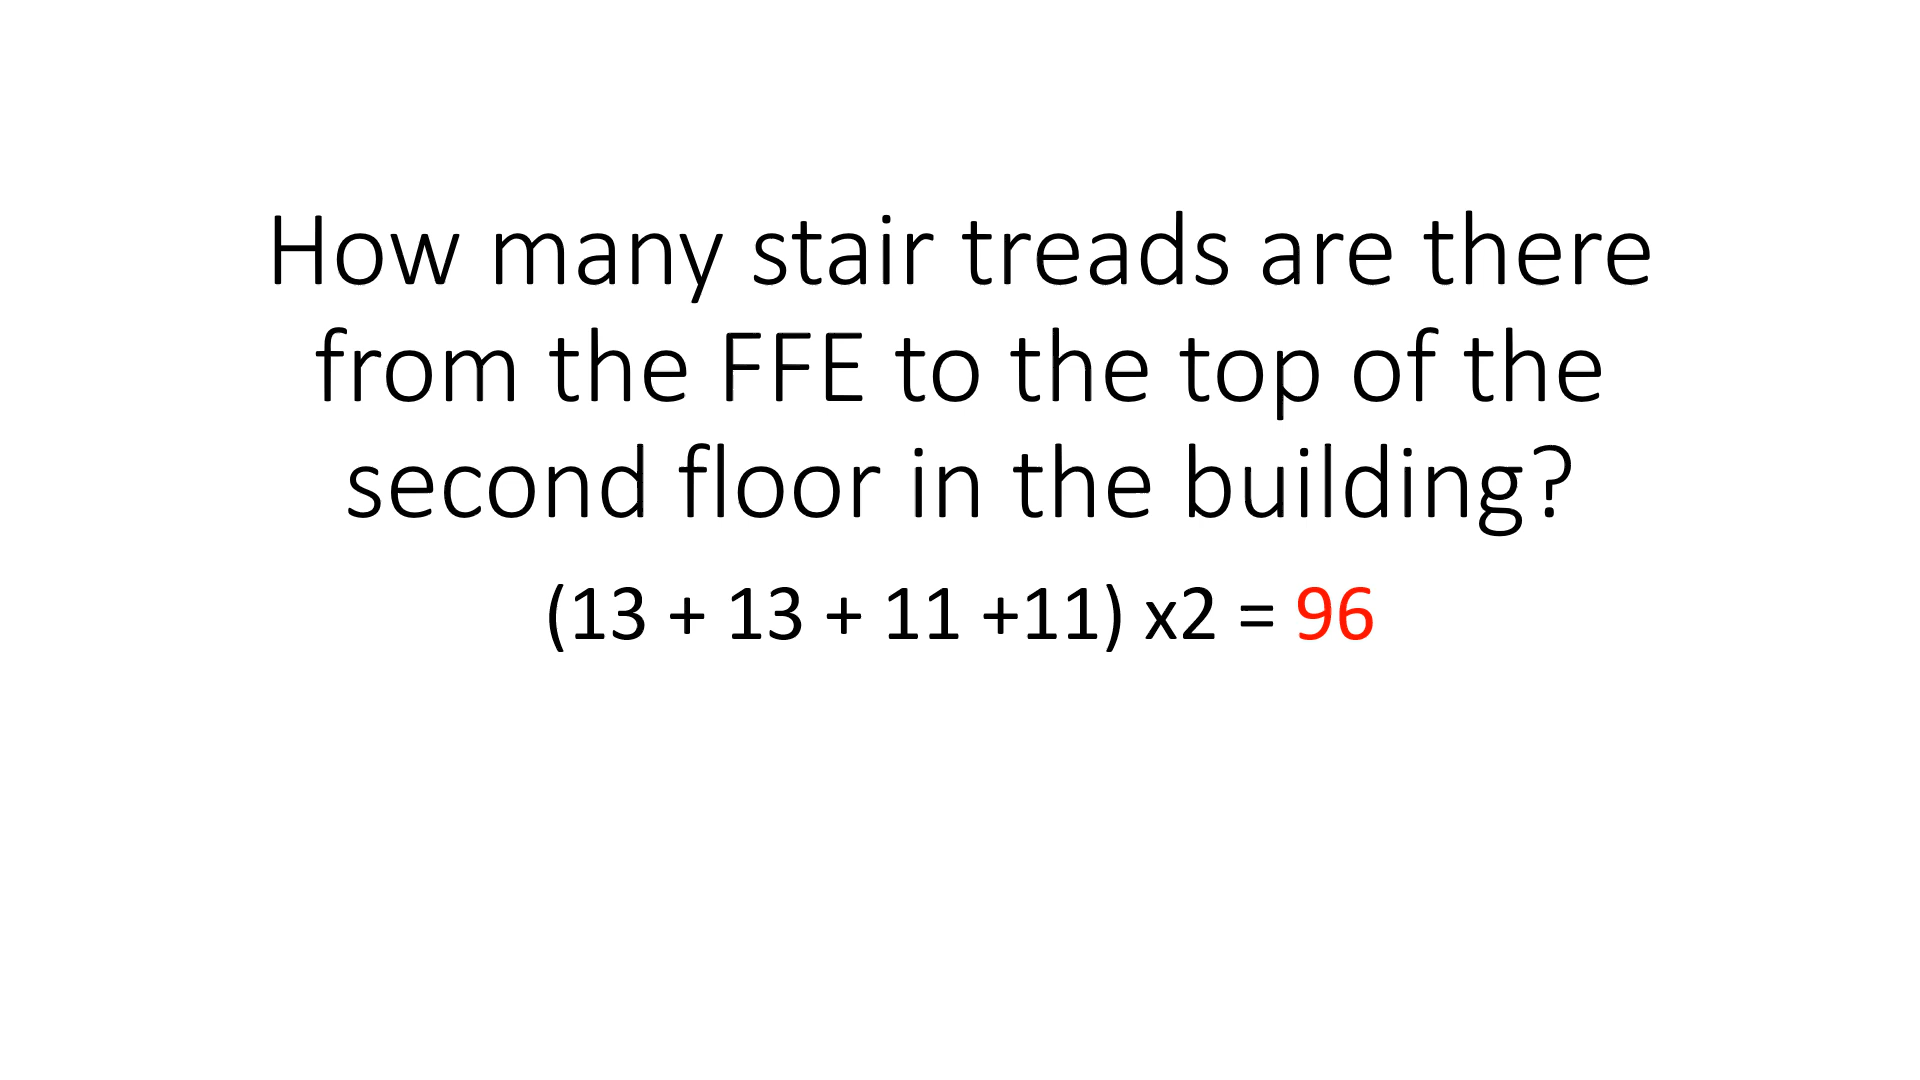 How many stair treads are there
from the FFE to the top of the
second floor in the building?
(13 + 13 + 11 +11) x2 = 96